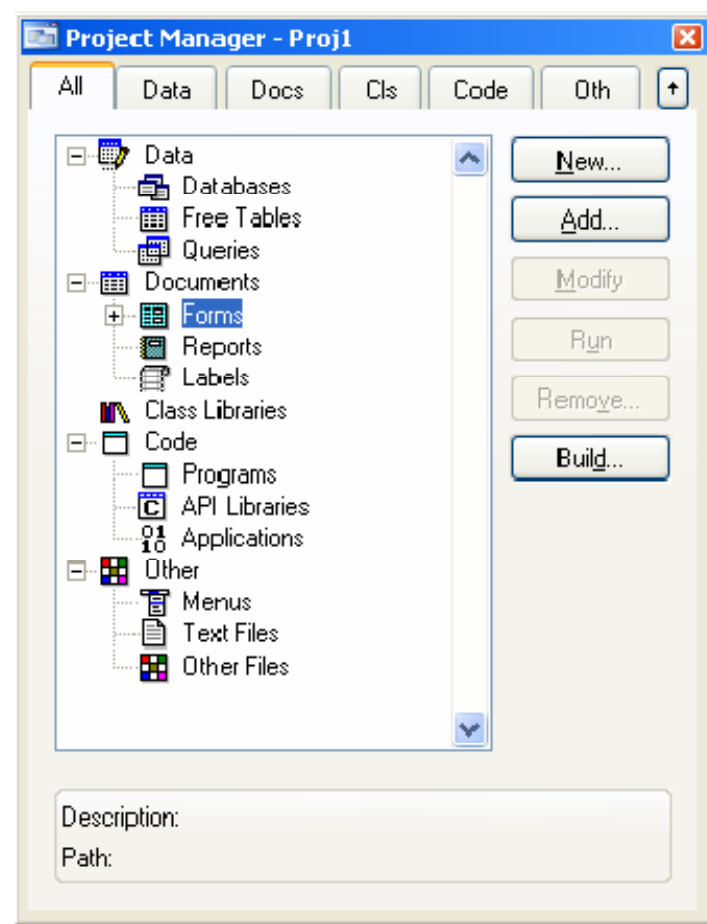 Project Manager - Proj1
All Data Docs Cls Code Oth
Data
Databases
Free Tables
Queries
Documents
Forms
Reports
Labels
Class Libraries
Code
Programs
API Libraries
Applications
Other
Menus
Text Files
Other Files
New...
Add...
Modify
Run
Remove...
Build...
Description:
Path: